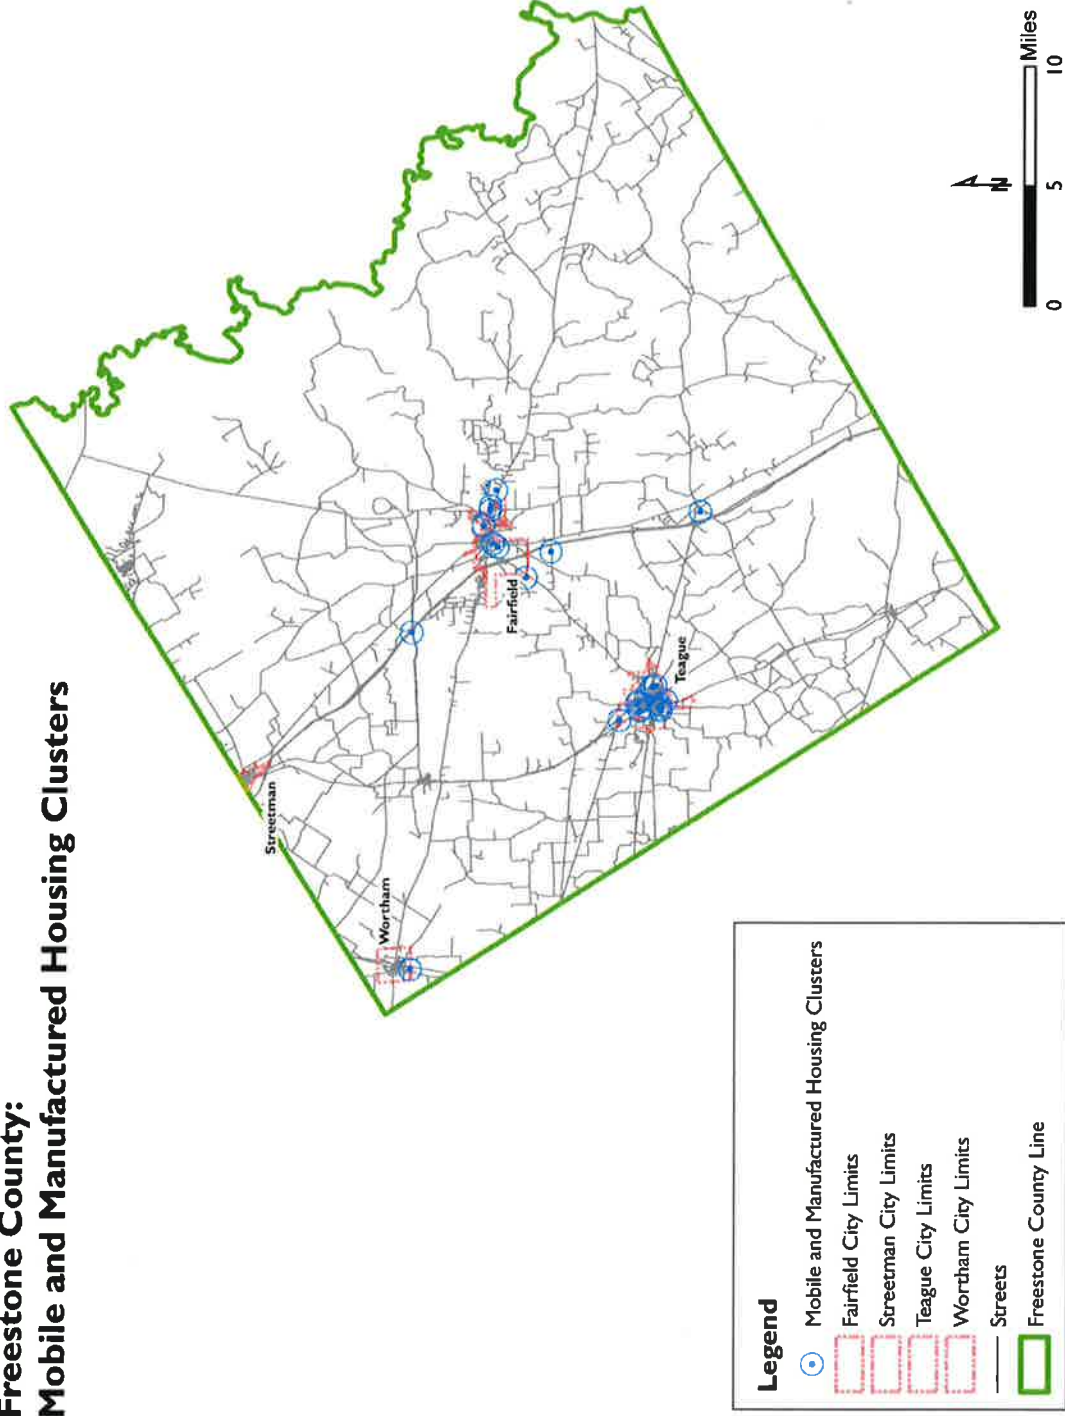 Freestone County:
Mobile and Manufactured Housing Clusters
Streetman
Wortham
Fairfield
Teague
Legend
Mobile and Manufactured Housing Clusters
Fairfield City Limits
Streetman City Limits
Teague City Limits
Wortham City Limits
Streets
Freestone County Line
N
0 5 10 Miles